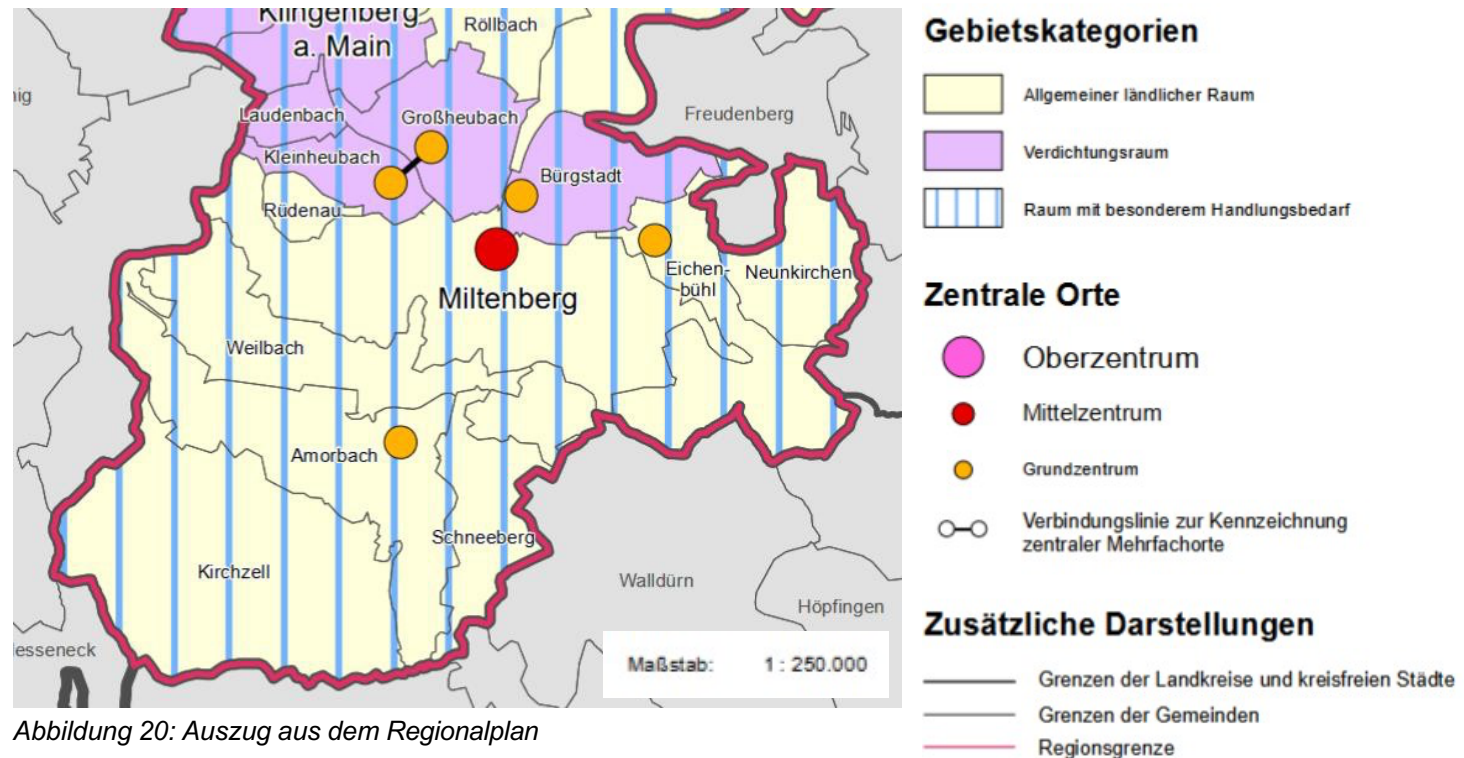 Klingenberg
a. Main
Röllbach
ig
Laudenbach
Großheubach
Freudenberg
Kleinheubach
Bürgstadt
Rüdenau
Eichen-
bühl
Neunkirchen
Miltenberg
Weilbach
Amorbach
Schneeberg
Kirchzell
Walldürn
Höpfingen
esseneck
Maßstab: 1 : 250.000
Abbildung 20: Auszug aus dem Regionalplan
Gebietskategorien
Allgemeiner ländlicher Raum
Verdichtungsraum
Raum mit besonderem Handlungsbedarf
Zentrale Orte
Oberzentrum
Mittelzentrum
Grundzentrum
Verbindungslinie zur Kennzeichnung
zentraler Mehrfachorte
Zusätzliche Darstellungen
Grenzen der Landkreise und kreisfreien Städte
Grenzen der Gemeinden
Regionsgrenze